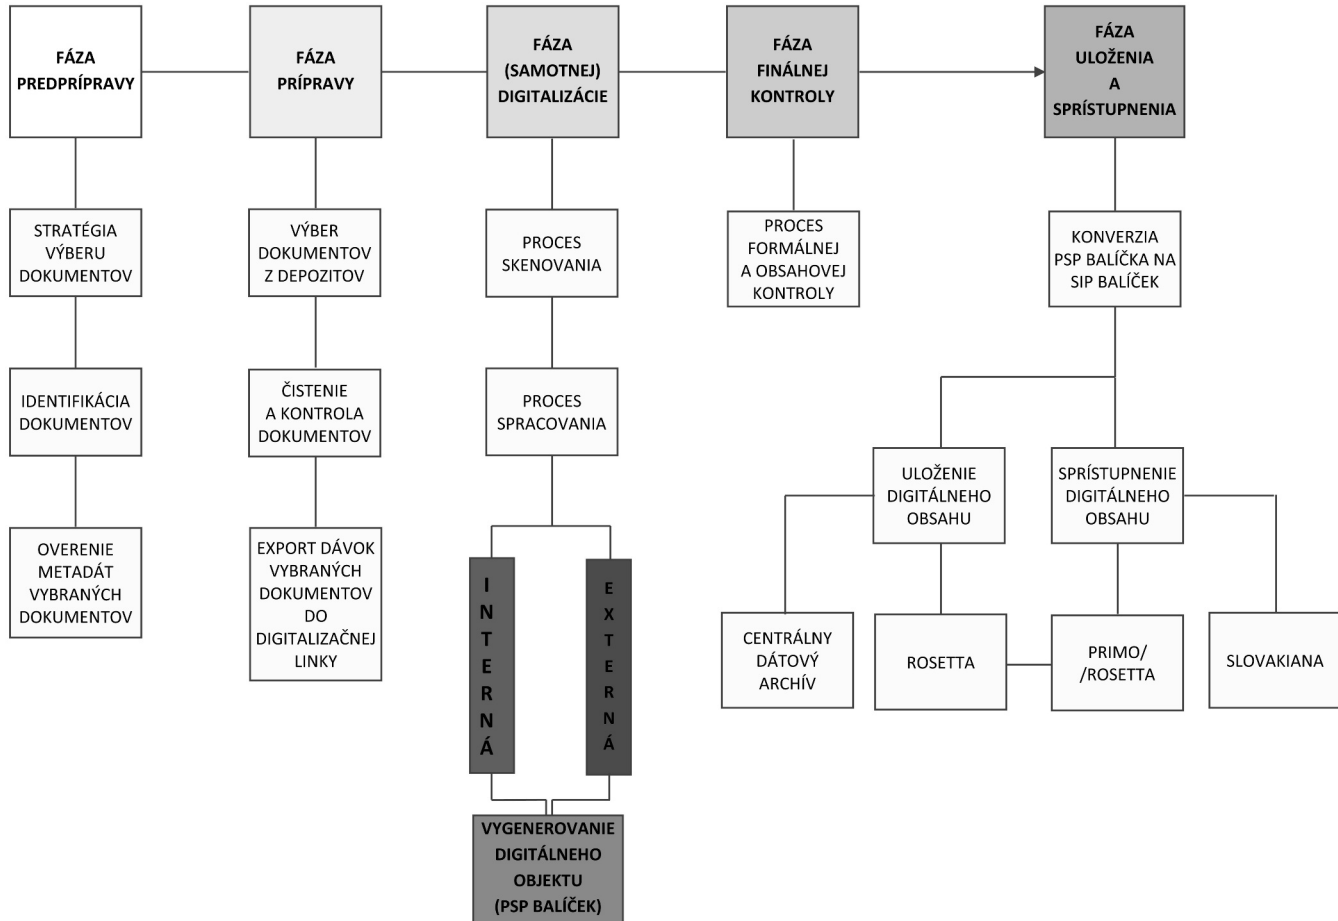 FÁZA
PREDPRÍPRAVY
FÁZA
PRÍPRAVY
FÁZA
(SAMOTNEJ)
DIGITALIZÁCIE
FÁZA
FINÁLNEJ
KONTROLY
FÁZA
ULOŽENIA
A
SPRÍSTUPNENIA
STRATÉGIA
VÝBERU
DOKUMENTOV
VÝBER
DOKUMENTOV
Z DEPOZITOV
PROCES
SKENOVANIA
PROCES
FORMÁLNEJ
A OBSAHOVEJ
KONTROLY
KONVERZIA
PSP BALÍČKA NA
SIP BALÍČEK
IDENTIFIKÁCIA
DOKUMENTOV
ČISTENIE
A KONTROLA
DOKUMENTOV
PROCES
SPRACOVANIA
ULOŽENIE
DIGITÁLNEHO
OBSAHU
SPRÍSTUPNENIE
DIGITÁLNEHO
OBSAHU
OVERENIE
METADÁT
VYBRANÝCH
DOKUMENTOV
EXPORT DÁVOK
VYBRANÝCH
DOKUMENTOV
DO
DIGITALIZAČNEJ
LINKY
INTERNÁ
EXTERNÁ
CENTRÁLNY
DÁTOVÝ
ARCHÍV
ROSETTA
PRIMO/
/ROSETTA
SLOVAKIANA
VYGENEROVANIE
DIGITÁLNEHO
OBJEKTU
(PSP BALÍČEK)